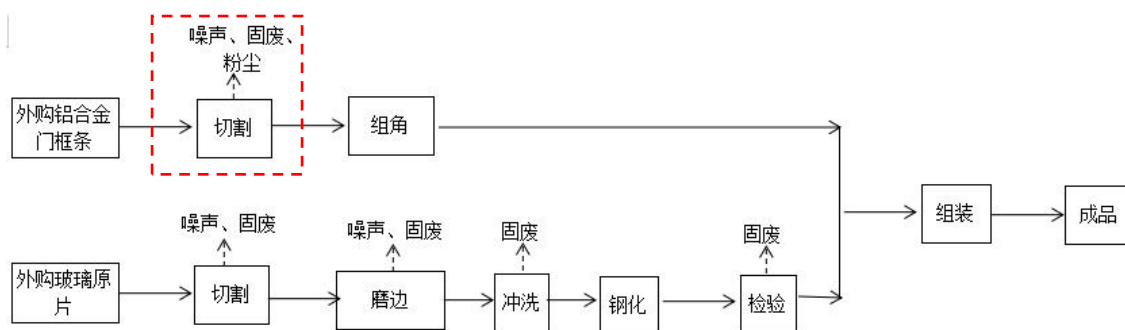 噪声、固废、
粉尘
外购铝合金
门框条
切割
组角
组装
成品
噪声、固废
噪声、固废
固废
固废
外购玻璃原
片
切割
磨边
冲洗
钢化
检验